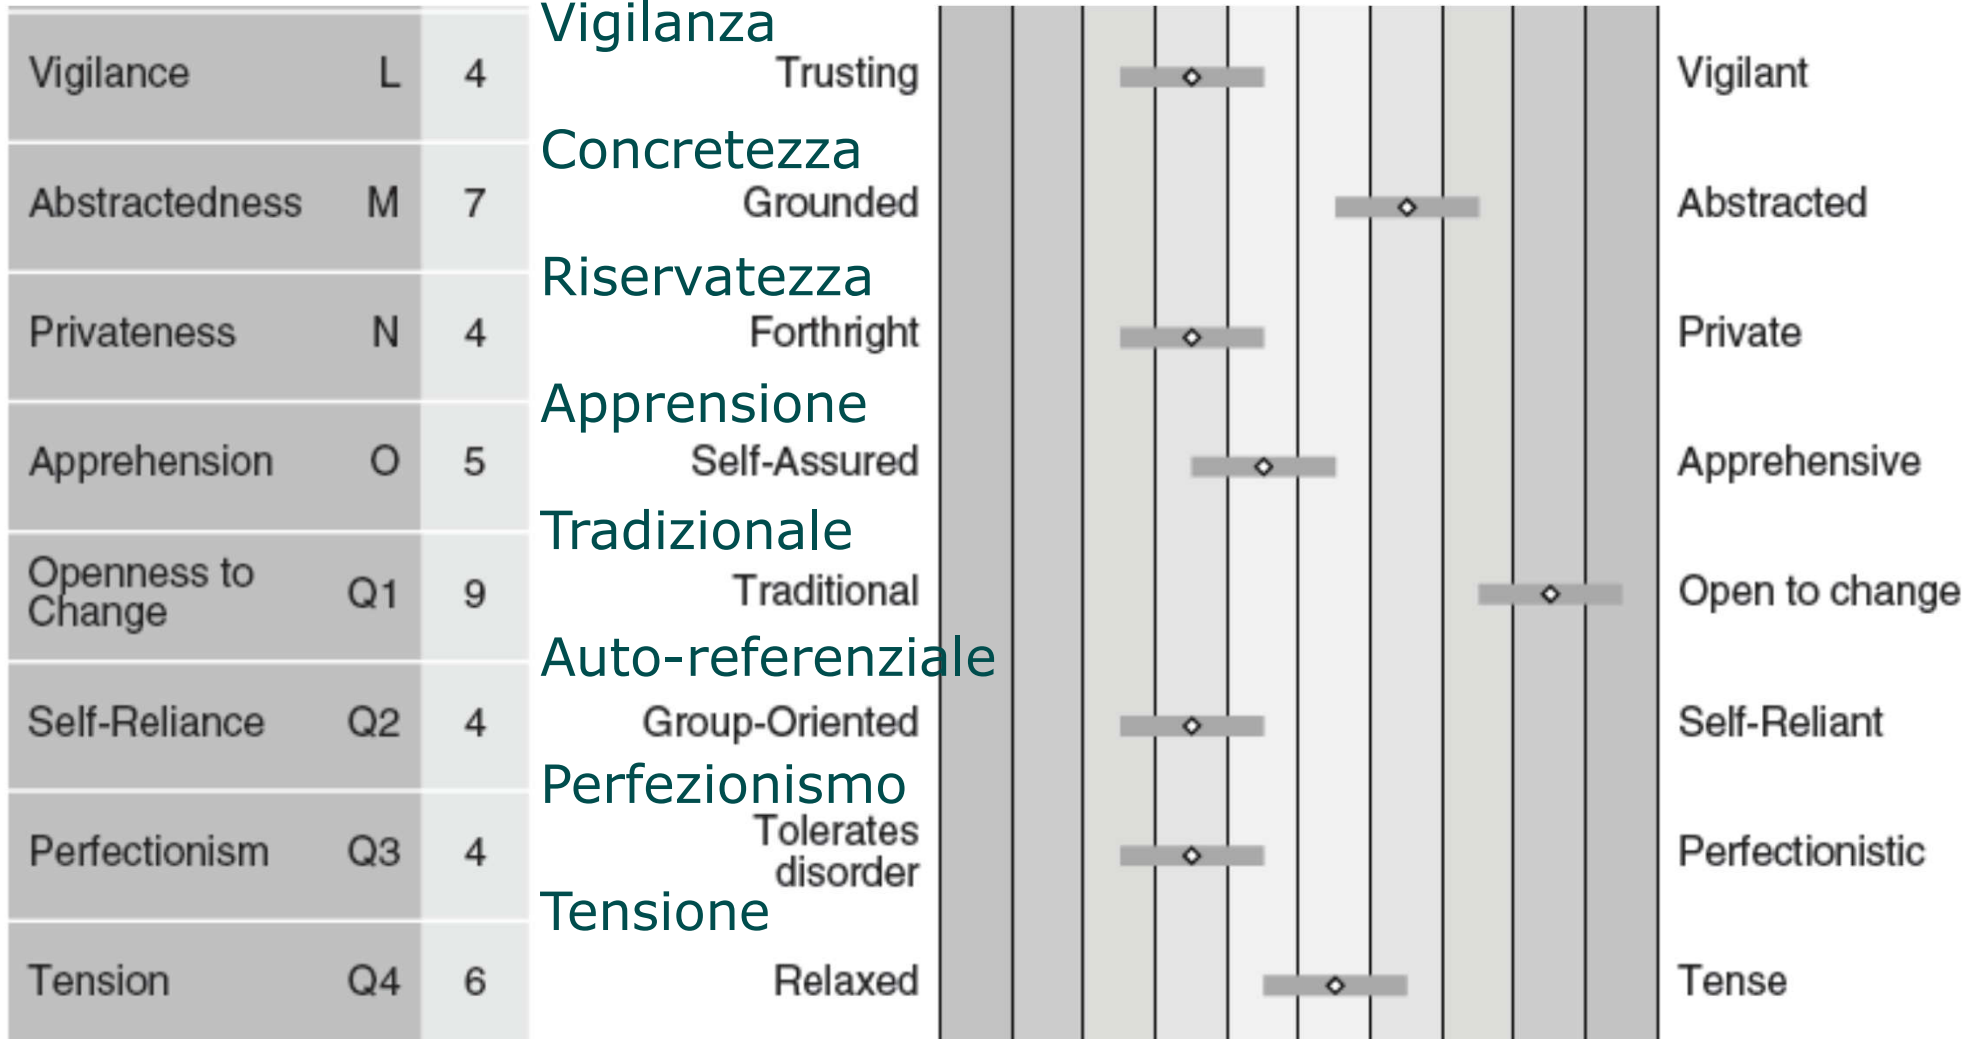 Vigilanza
Vigilance L 4 Trusting Vigilant
Concretezza
Abstractedness M 7 Grounded Abstracted
Riservatezza
Privateness N 4 Forthright Private
Apprensione
Apprehension O 5 Self-Assured Apprehensive
Tradizionale
Openness to
Change Q1 9 Traditional Open to change
Auto-referenziale
Self-Reliance Q2 4 Group-Oriented Self-Reliant
Perfezionismo
Perfectionism Q3 4 Tolerates
disorder Perfectionistic
Tensione
Tension Q4 6 Relaxed Tense